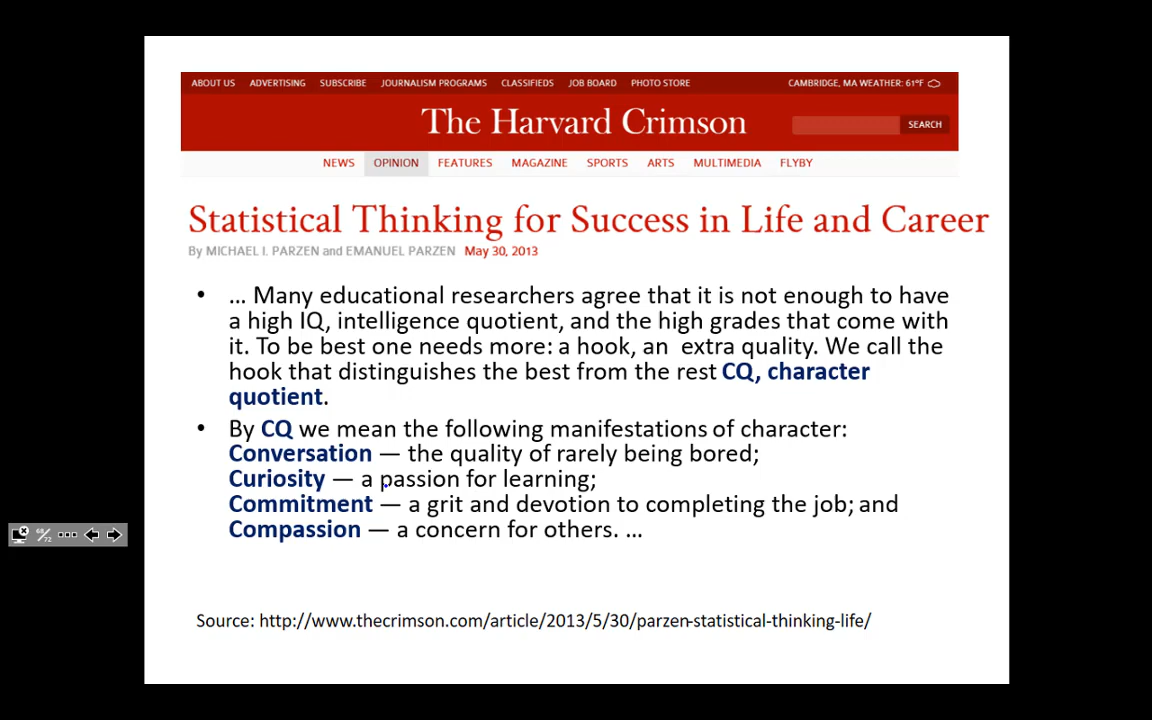 ABOUT US ADVERTISING SUBSCRIBE JOURNALISM PROGRAMS CLASSIFIEDS JOB BOARD PHOTO STORE CAMBRIDGE, MA WEATHER: 61°F
The Harvard Crimson
SEARCH
NEWS OPINION FEATURES MAGAZINE SPORTS ARTS MULTIMEDIA FLYBY
Statistical Thinking for Success in Life and Career
By MICHAEL I. PARZEN and EMANUEL PARZEN May 30, 2013
• ... Many educational researchers agree that it is not enough to have
a high IQ, intelligence quotient, and the high grades that come with
it. To be best one needs more: a hook, an extra quality. We call the
hook that distinguishes the best from the rest CQ, character
quotient.
• By CQ we mean the following manifestations of character:
Conversation — the quality of rarely being bored;
Curiosity — a passion for learning;
Commitment — a grit and devotion to completing the job; and
Compassion — a concern for others. ...
68/72
Source: http://www.thecrimson.com/article/2013/5/30/parzen-statistical-thinking-life/